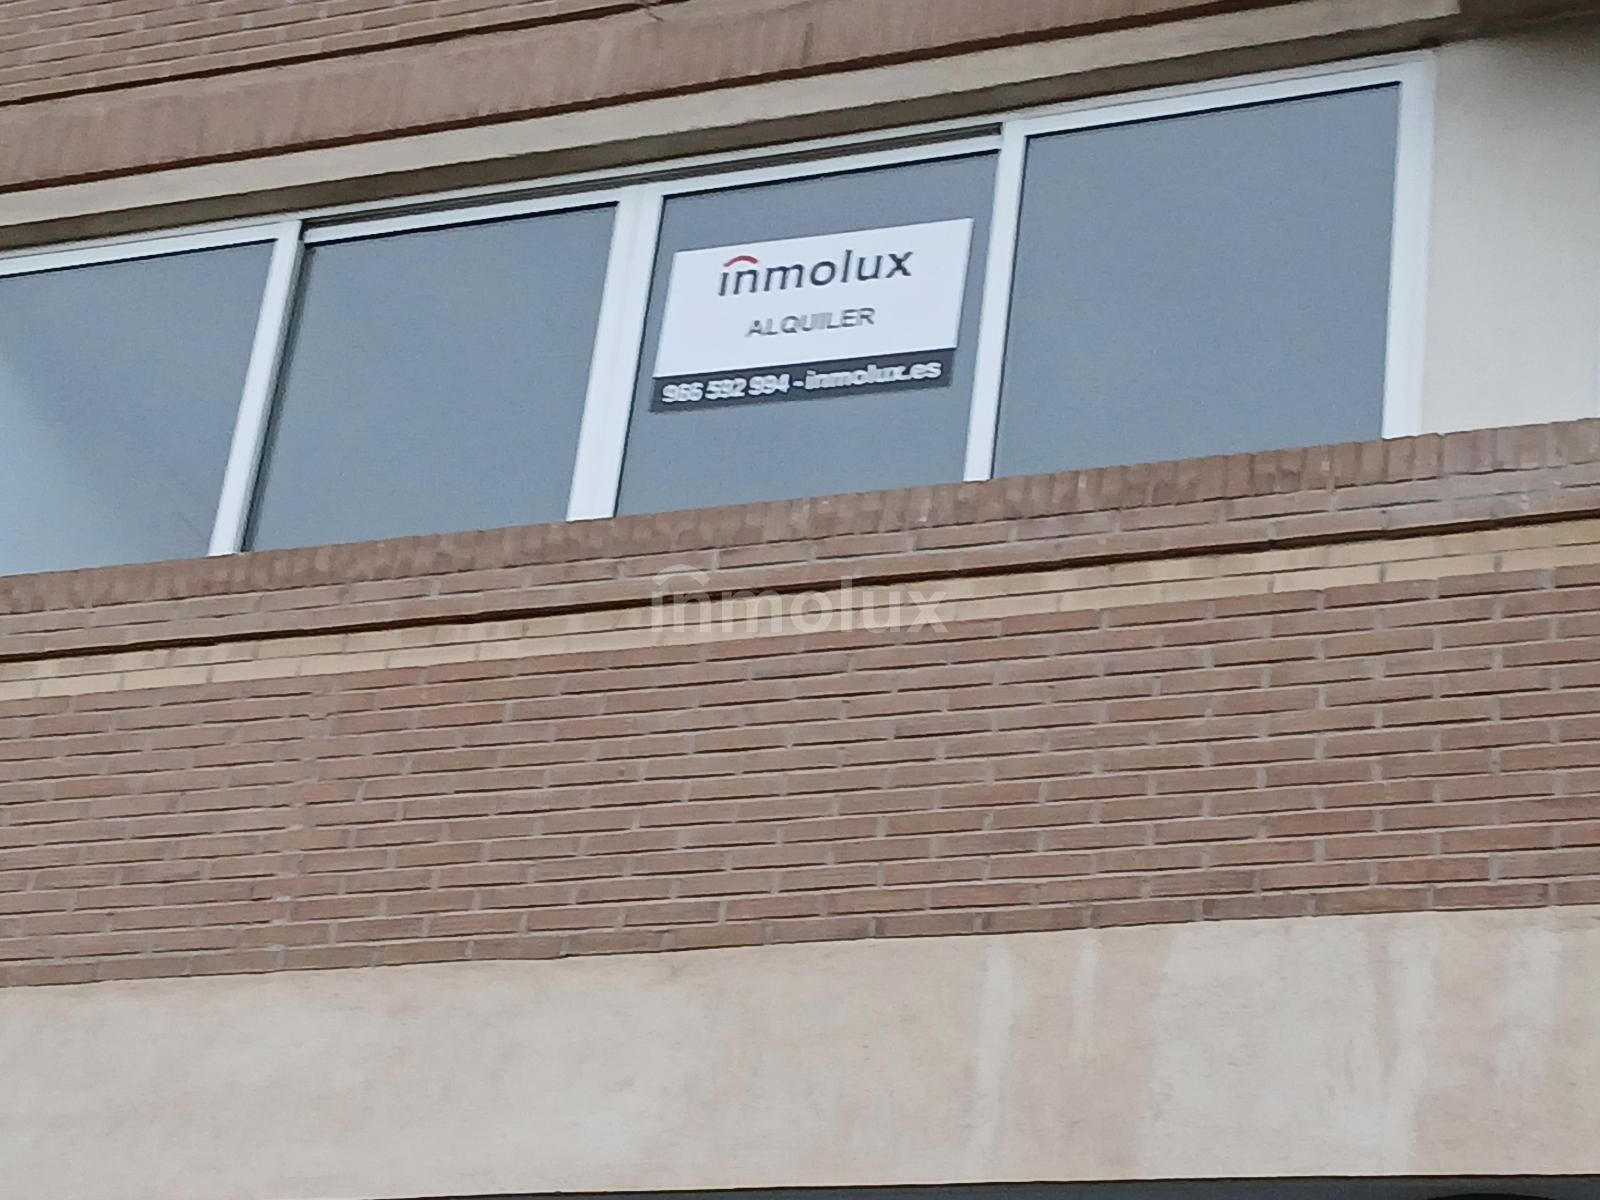 inmolux
ALQUILER
966 592 994 - inmolux.es
inmolux